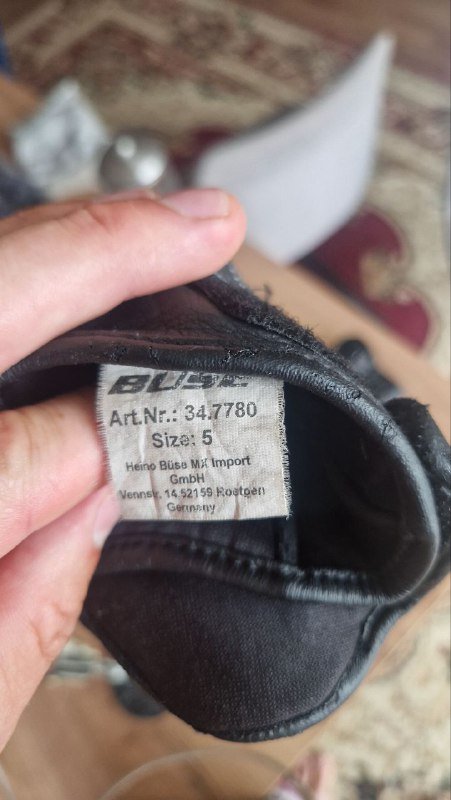 BÜSE
Art.Nr.: 34.7780
Size: 5
Heino Büse MX Import
GmbH
Vennstr. 14,52159 Roetgen
Germany